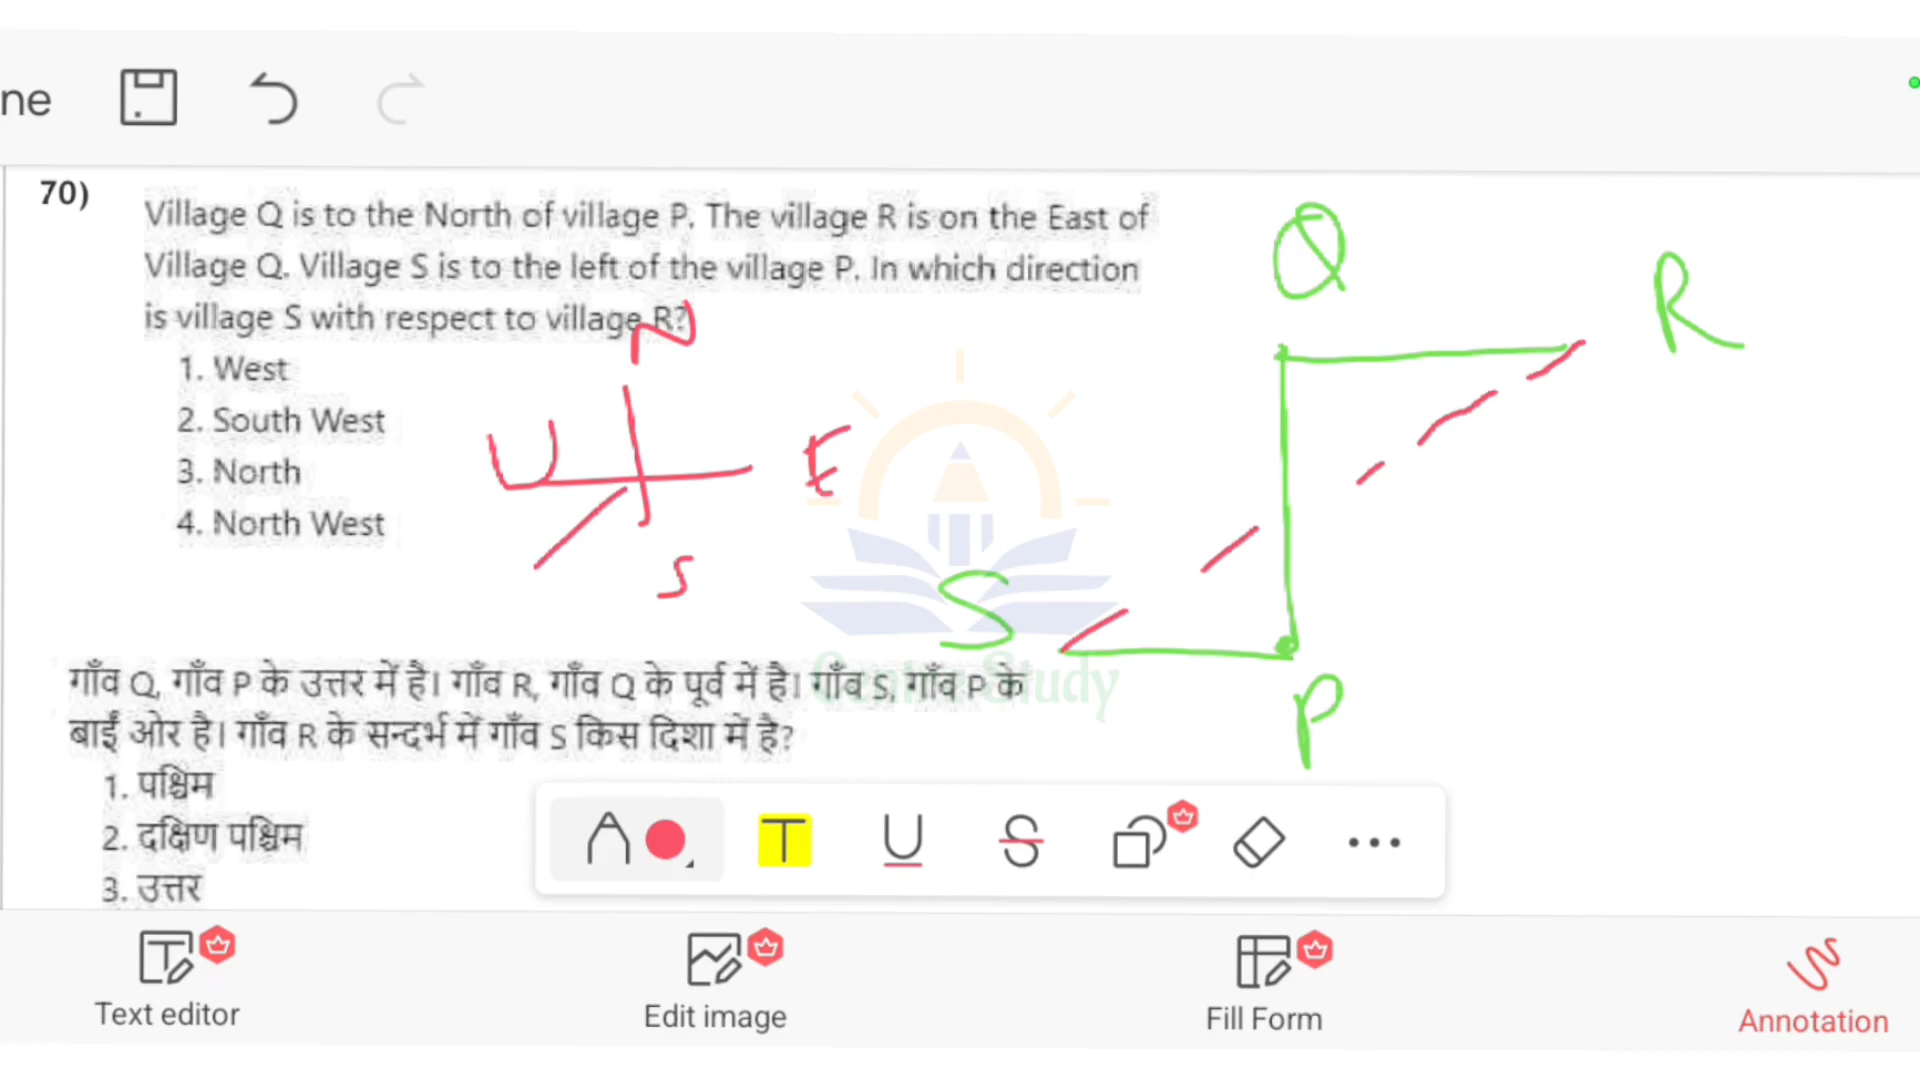 ne
70)
Village Q is to the North of village P. The village R is on the East of
Village Q. Village S is to the left of the village P. In which direction
is village S with respect to village R?
1. West
2. South West
3. North
4. North West
N
E
S
Q
R
S
P
Centre Study
गाँव Q, गाँव P के उत्तर में है। गाँव R, गाँव Q के पूर्व में है। गाँव S, गाँव P के
बाईं ओर है। गाँव R के सन्दर्भ में गाँव S किस दिशा में है?
1. पश्चिम
2. दक्षिण पश्चिम
3. उत्तर
Text editor
Edit image
Fill Form
Annotation